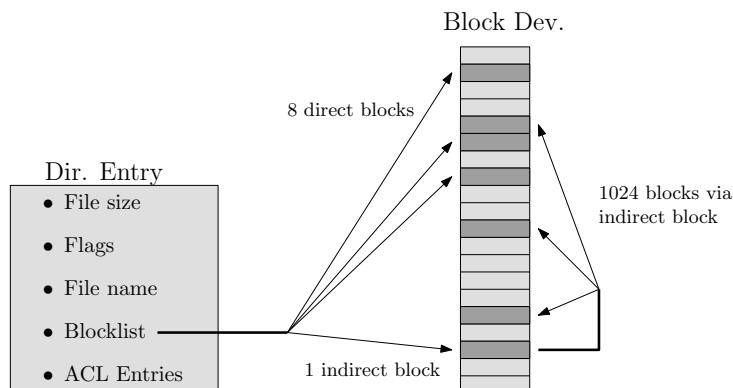 Block Dev.
8 direct blocks
Dir. Entry
• File size
• Flags
• File name
• Blocklist
• ACL Entries
1024 blocks via
indirect block
1 indirect block